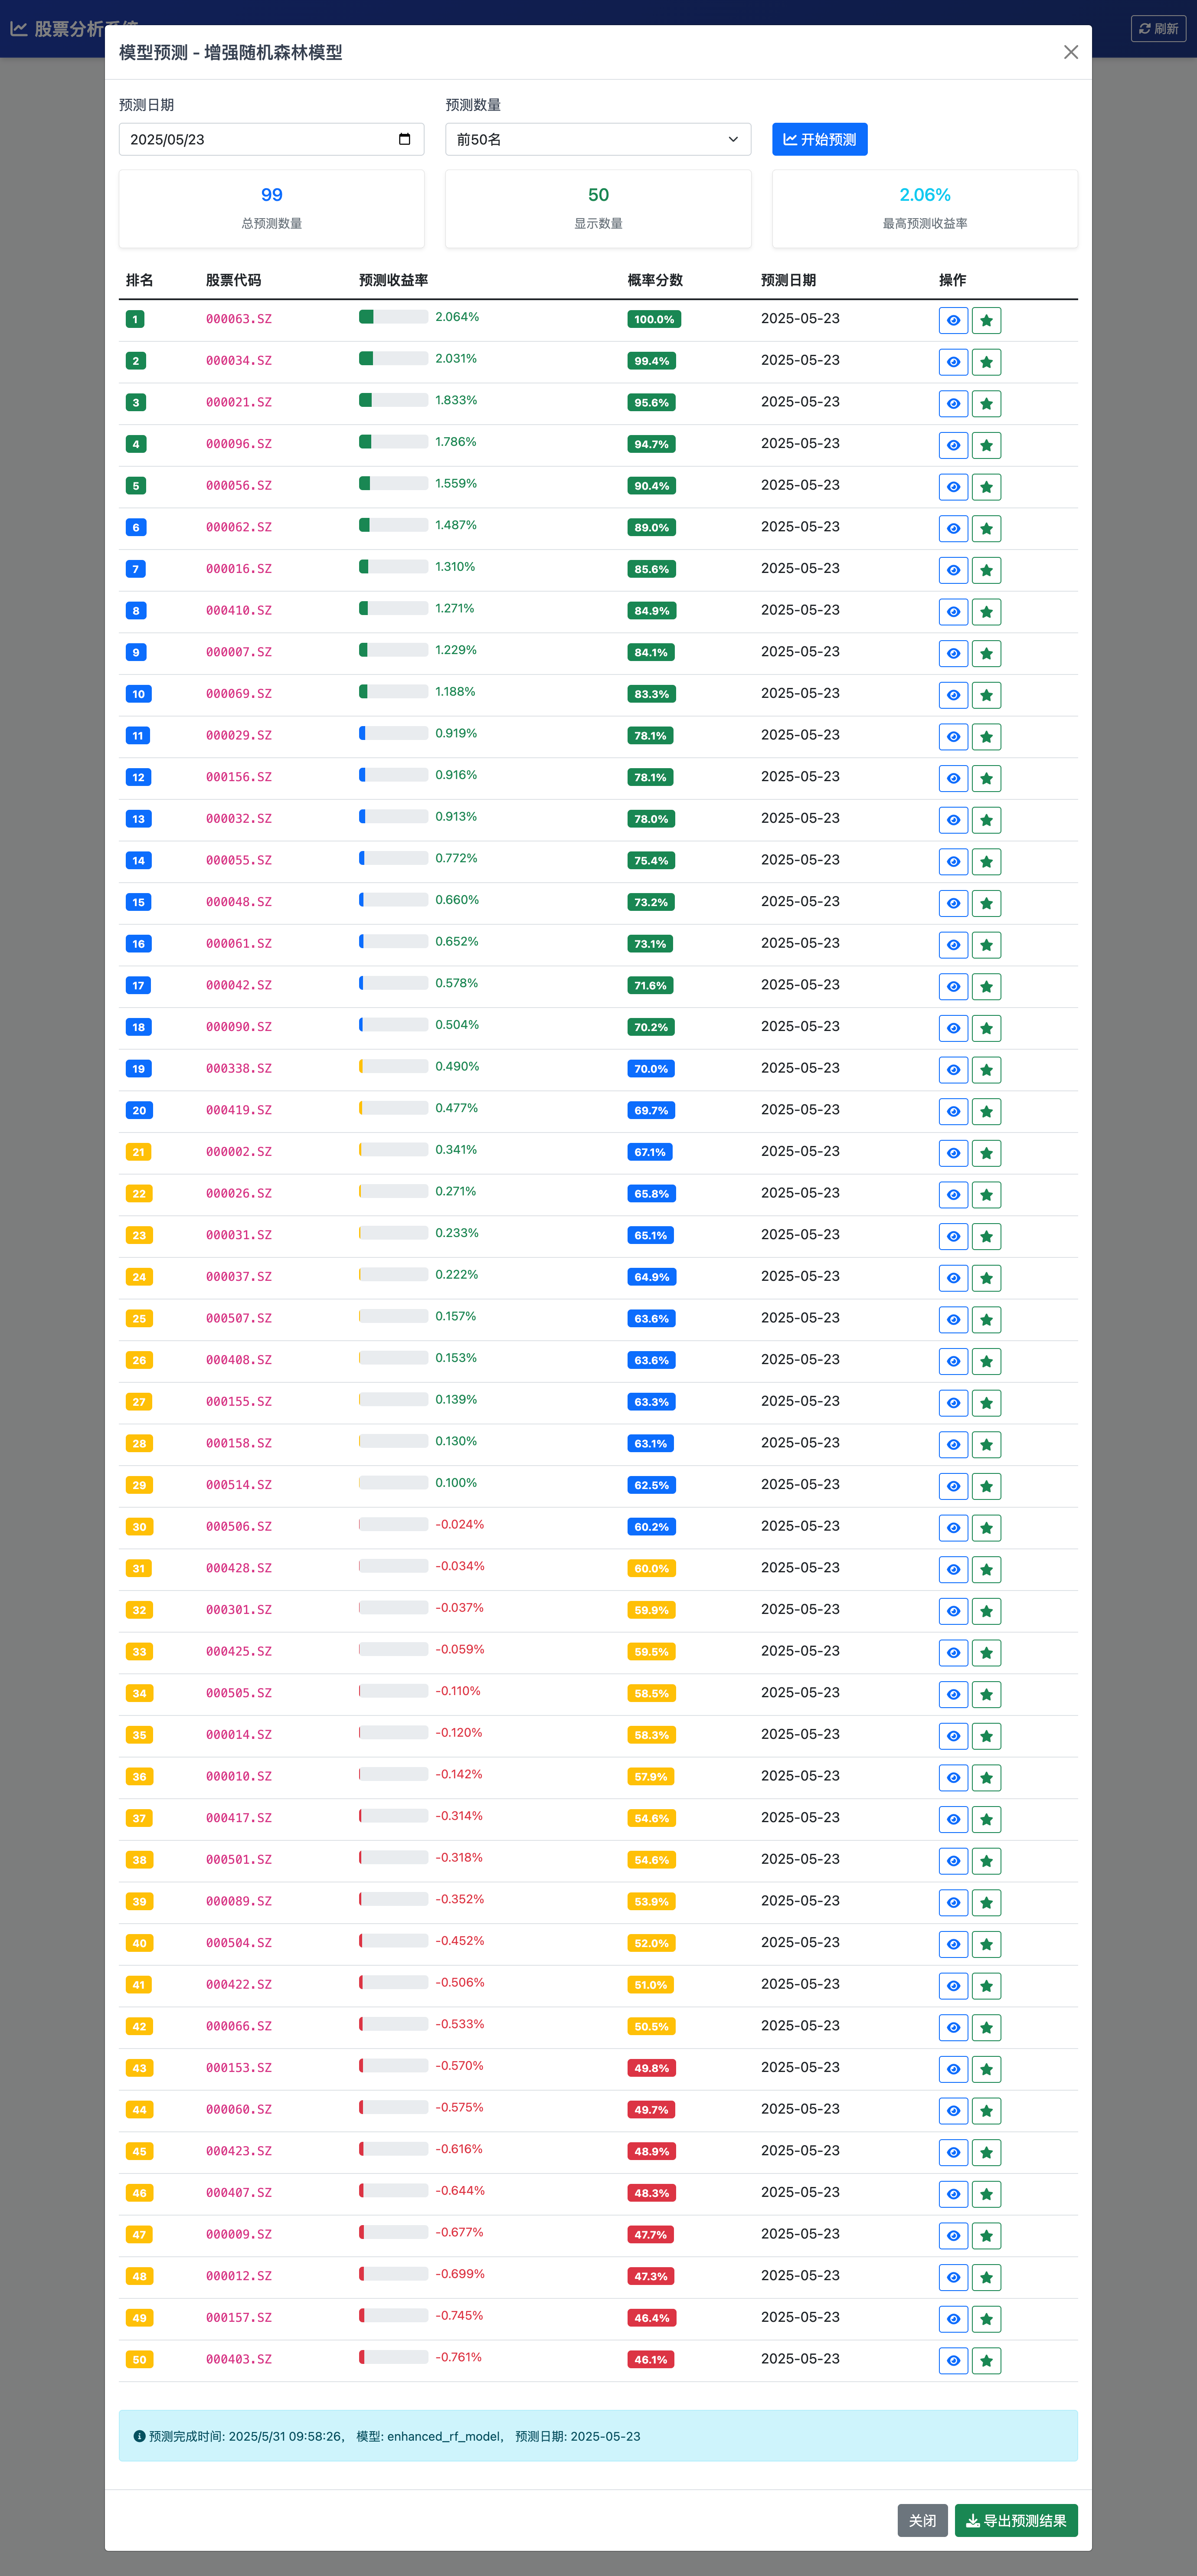 股票分析系统
刷新
模型预测 - 增强随机森林模型
预测日期 预测数量
2025/05/23 前50名 开始预测
99 50 2.06%
总预测数量 显示数量 最高预测收益率
排名 股票代码 预测收益率 概率分数 预测日期 操作
1 000063.SZ 2.064% 100.0% 2025-05-23
2 000034.SZ 2.031% 99.4% 2025-05-23
3 000021.SZ 1.833% 95.6% 2025-05-23
4 000096.SZ 1.786% 94.7% 2025-05-23
5 000056.SZ 1.559% 90.4% 2025-05-23
6 000062.SZ 1.487% 89.0% 2025-05-23
7 000016.SZ 1.310% 85.6% 2025-05-23
8 000410.SZ 1.271% 84.9% 2025-05-23
9 000007.SZ 1.229% 84.1% 2025-05-23
10 000069.SZ 1.188% 83.3% 2025-05-23
11 000029.SZ 0.919% 78.1% 2025-05-23
12 000156.SZ 0.916% 78.1% 2025-05-23
13 000032.SZ 0.913% 78.0% 2025-05-23
14 000055.SZ 0.772% 75.4% 2025-05-23
15 000048.SZ 0.660% 73.2% 2025-05-23
16 000061.SZ 0.652% 73.1% 2025-05-23
17 000042.SZ 0.578% 71.6% 2025-05-23
18 000090.SZ 0.504% 70.2% 2025-05-23
19 000338.SZ 0.490% 70.0% 2025-05-23
20 000419.SZ 0.477% 69.7% 2025-05-23
21 000002.SZ 0.341% 67.1% 2025-05-23
22 000026.SZ 0.271% 65.8% 2025-05-23
23 000031.SZ 0.233% 65.1% 2025-05-23
24 000037.SZ 0.222% 64.9% 2025-05-23
25 000507.SZ 0.157% 63.6% 2025-05-23
26 000408.SZ 0.153% 63.6% 2025-05-23
27 000155.SZ 0.139% 63.3% 2025-05-23
28 000158.SZ 0.130% 63.1% 2025-05-23
29 000514.SZ 0.100% 62.5% 2025-05-23
30 000506.SZ -0.024% 60.2% 2025-05-23
31 000428.SZ -0.034% 60.0% 2025-05-23
32 000301.SZ -0.037% 59.9% 2025-05-23
33 000425.SZ -0.059% 59.5% 2025-05-23
34 000505.SZ -0.110% 58.5% 2025-05-23
35 000014.SZ -0.120% 58.3% 2025-05-23
36 000010.SZ -0.142% 57.9% 2025-05-23
37 000417.SZ -0.314% 54.6% 2025-05-23
38 000501.SZ -0.318% 54.6% 2025-05-23
39 000089.SZ -0.352% 53.9% 2025-05-23
40 000504.SZ -0.452% 52.0% 2025-05-23
41 000422.SZ -0.506% 51.0% 2025-05-23
42 000066.SZ -0.533% 50.5% 2025-05-23
43 000153.SZ -0.570% 49.8% 2025-05-23
44 000060.SZ -0.575% 49.7% 2025-05-23
45 000423.SZ -0.616% 48.9% 2025-05-23
46 000407.SZ -0.644% 48.3% 2025-05-23
47 000009.SZ -0.677% 47.7% 2025-05-23
48 000012.SZ -0.699% 47.3% 2025-05-23
49 000157.SZ -0.745% 46.4% 2025-05-23
50 000403.SZ -0.761% 46.1% 2025-05-23
预测完成时间: 2025/5/31 09:58:26， 模型: enhanced_rf_model， 预测日期: 2025-05-23
关闭 导出预测结果